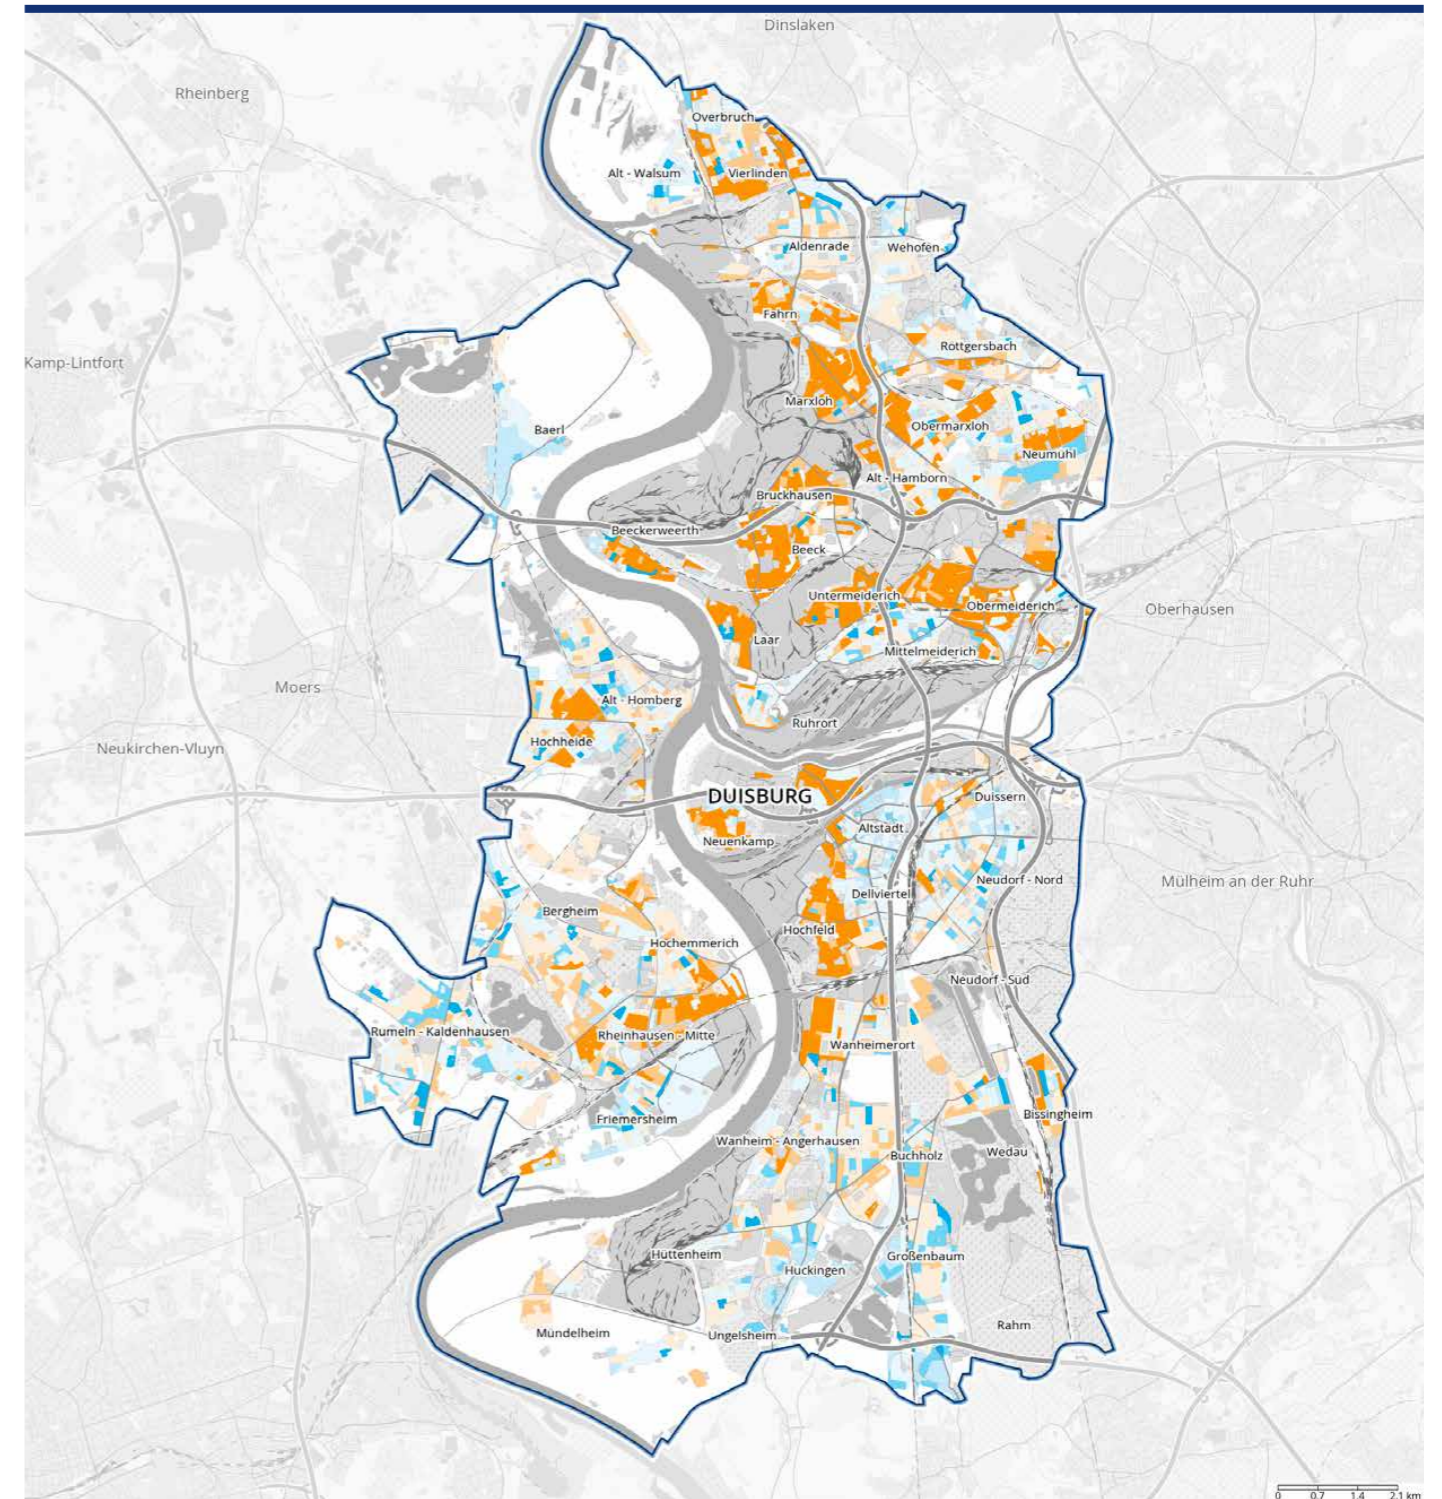 Dinslaken
Rheinberg
Overbruch
Alt - Walsum
Vierlinden
Aldenrade
Wehofen
Fahrn
Röttgersbach
Kamp-Lintfort
Marxloh
Baerl
Obermarxloh
Neumühl
Alt - Hamborn
Bruckhausen
Beeckerweerth
Beeck
Untermeiderich
Obermeiderich
Oberhausen
Laar
Mittelmeiderich
Moers
Alt - Homberg
Ruhrort
Hochheide
Neukirchen-Vluyn
DUISBURG
Duissern
Altstadt
Neuenkamp
Neudorf - Nord
Mülheim an der Ruhr
Dellviertel
Bergheim
Hochfeld
Hochemmerich
Neudorf - Süd
Rumeln - Kaldenhausen
Rheinhausen - Mitte
Wanheimerort
Bissingheim
Friemersheim
Wanheim - Angerhausen
Wedau
Buchholz
Hüttenheim
Großenbaum
Huckingen
Rahm
Mündelheim
Ungelsheim
0 0.7 1.4 2.1 km